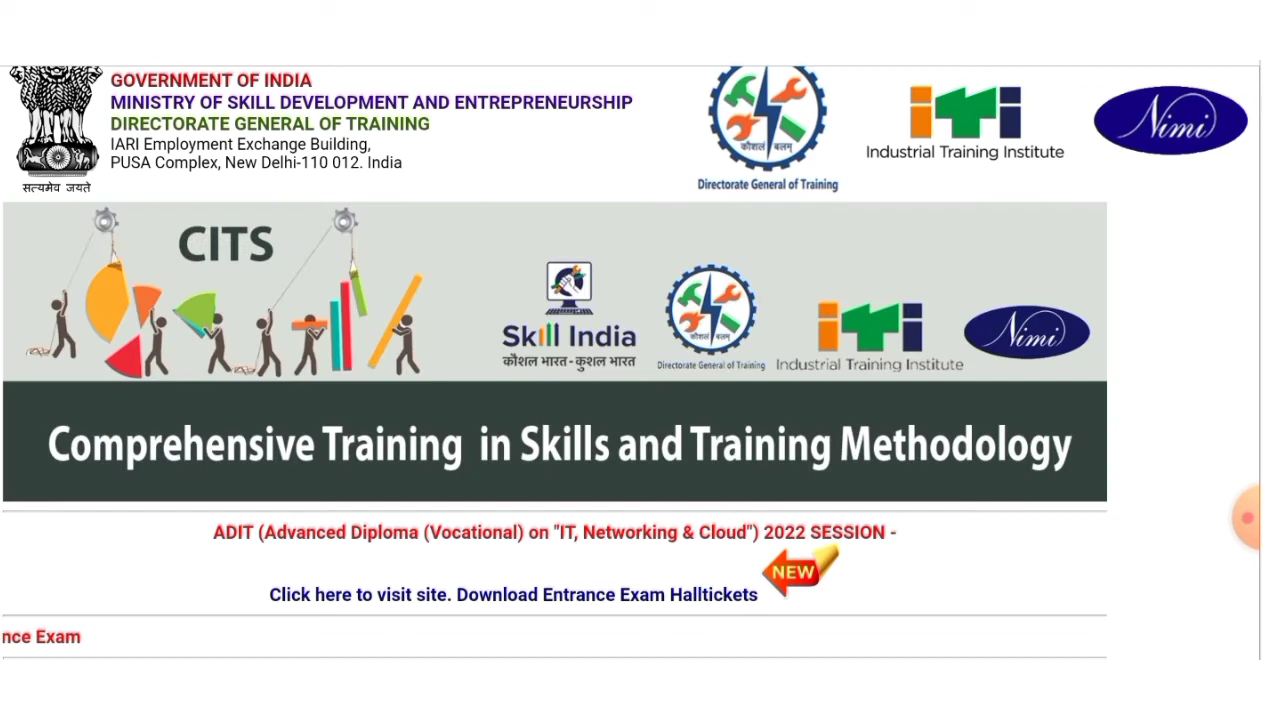 GOVERNMENT OF INDIA
MINISTRY OF SKILL DEVELOPMENT AND ENTREPRENEURSHIP
DIRECTORATE GENERAL OF TRAINING
IARI Employment Exchange Building,
PUSA Complex, New Delhi-110 012. India
सत्यमेव जयते
कौशलं बलम्
Directorate General of Training
iTi
Industrial Training Institute
Nimi
CITS
Skill India
कौशल भारत-कुशल भारत
कौशलं बलम्
Directorate General of Training
iTi
Industrial Training Institute
Nimi
Comprehensive Training in Skills and Training Methodology
ADIT (Advanced Diploma (Vocational) on "IT, Networking & Cloud") 2022 SESSION -
NEW
Click here to visit site. Download Entrance Exam Halltickets
nce Exam